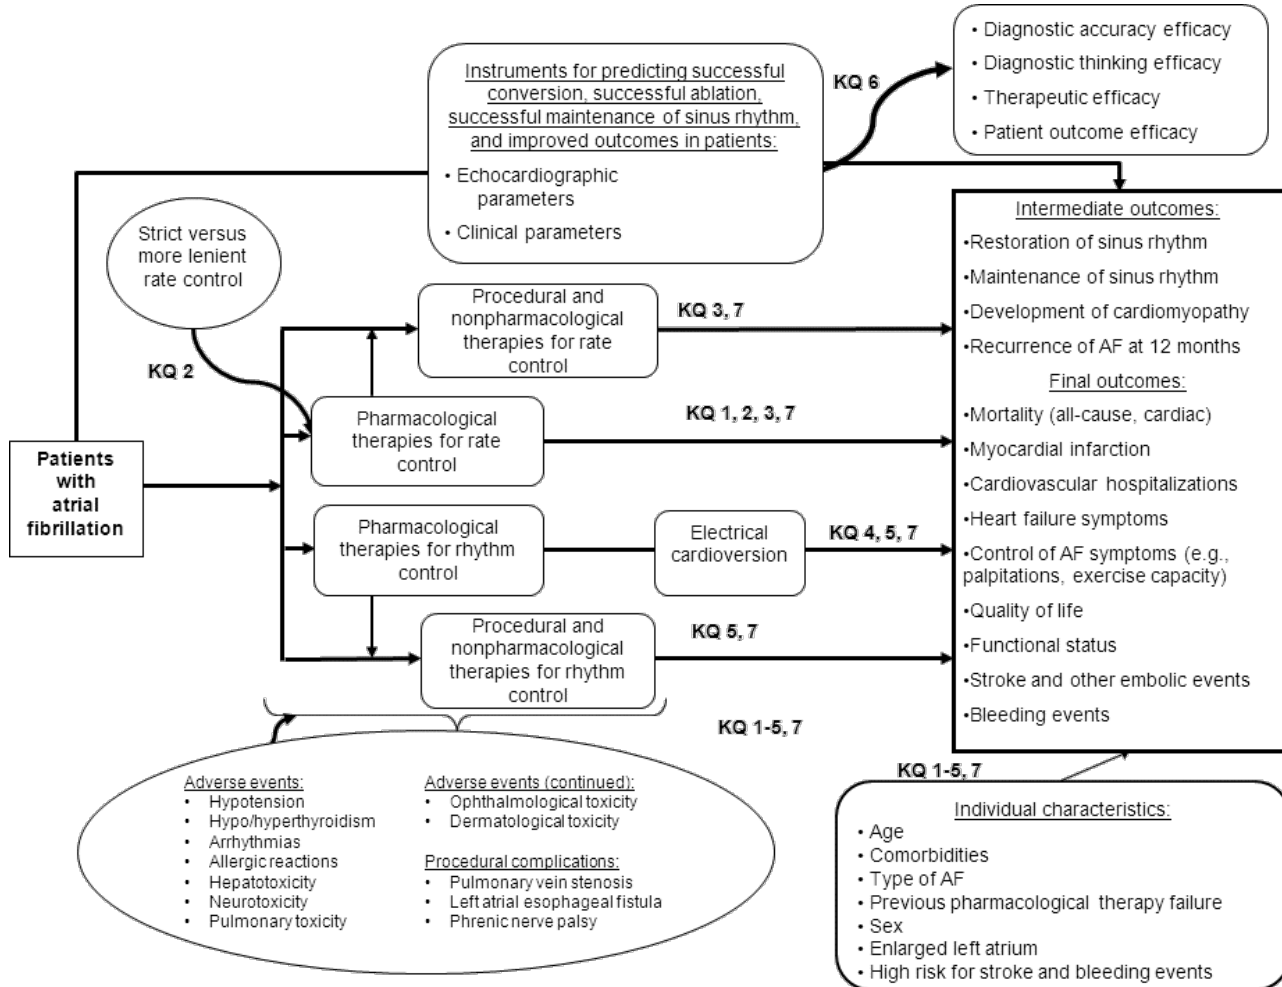 • Diagnostic accuracy efficacy
• Diagnostic thinking efficacy
• Therapeutic efficacy
• Patient outcome efficacy
Instruments for predicting successful
conversion, successful ablation,
successful maintenance of sinus rhythm,
and improved outcomes in patients:
• Echocardiographic
parameters
• Clinical parameters
KQ 6
Strict versus
more lenient
rate control
KQ 2
Procedural and
nonpharmacological
therapies for rate
control
KQ 3, 7
Pharmacological
therapies for rate
control
KQ 1, 2, 3, 7
Patients
with
atrial
fibrillation
Pharmacological
therapies for rhythm
control
Electrical
cardioversion
KQ 4, 5, 7
Procedural and
nonpharmacological
therapies for rhythm
control
KQ 5, 7
Intermediate outcomes:
•Restoration of sinus rhythm
•Maintenance of sinus rhythm
•Development of cardiomyopathy
•Recurrence of AF at 12 months
Final outcomes:
•Mortality (all-cause, cardiac)
•Myocardial infarction
•Cardiovascular hospitalizations
•Heart failure symptoms
•Control of AF symptoms (e.g.,
palpitations, exercise capacity)
•Quality of life
•Functional status
•Stroke and other embolic events
•Bleeding events
KQ 1-5, 7
Adverse events:
• Hypotension
• Hypo/hyperthyroidism
• Arrhythmias
• Allergic reactions
• Hepatotoxicity
• Neurotoxicity
• Pulmonary toxicity
Adverse events (continued):
• Ophthalmological toxicity
• Dermatological toxicity
Procedural complications:
• Pulmonary vein stenosis
• Left atrial esophageal fistula
• Phrenic nerve palsy
KQ 1-5, 7
Individual characteristics:
• Age
• Comorbidities
• Type of AF
• Previous pharmacological therapy failure
• Sex
• Enlarged left atrium
• High risk for stroke and bleeding events